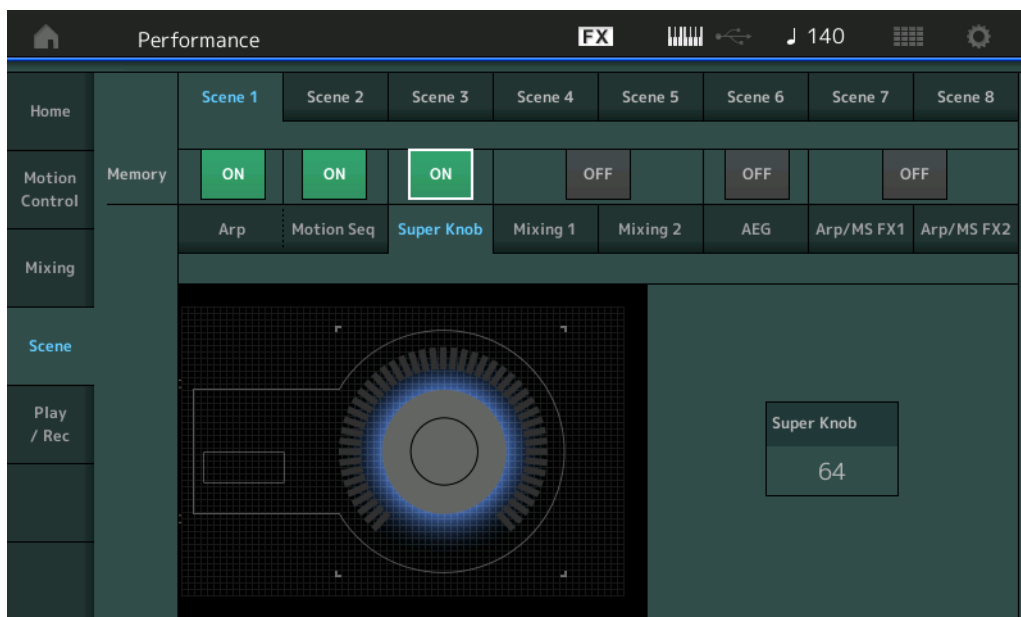 Performance FX 140
Home
Scene 1 Scene 2 Scene 3 Scene 4 Scene 5 Scene 6 Scene 7 Scene 8
Motion
Control
Memory ON ON ON OFF OFF OFF
Arp Motion Seq Super Knob Mixing 1 Mixing 2 AEG Arp/MS FX1 Arp/MS FX2
Mixing
Scene
Play
/ Rec
Super Knob
64